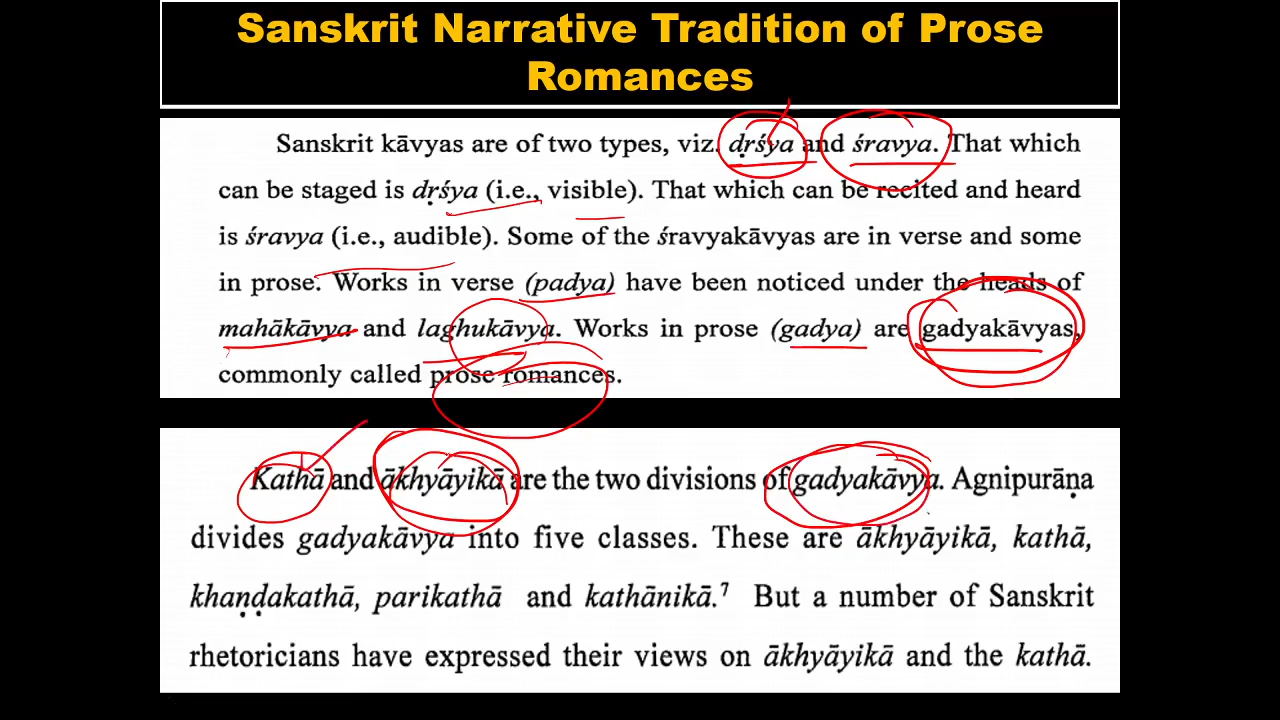 Sanskrit Narrative Tradition of Prose
Romances
Sanskrit kāvyas are of two types, viz. dṛśya and śravya. That which
can be staged is dṛśya (i.e., visible). That which can be recited and heard
is śravya (i.e., audible). Some of the śravyakāvyas are in verse and some
in prose. Works in verse (padya) have been noticed under the heads of
mahākāvya and laghukāvya. Works in prose (gadya) are gadyakāvyas,
commonly called prose romances.
Kathā and ākhyāyikā are the two divisions of gadyakāvya. Agnipurāṇa
divides gadyakāvya into five classes. These are ākhyāyikā, kathā,
khaṇḍakathā, parikathā and kathānikā.⁷ But a number of Sanskrit
rhetoricians have expressed their views on ākhyāyikā and the kathā.